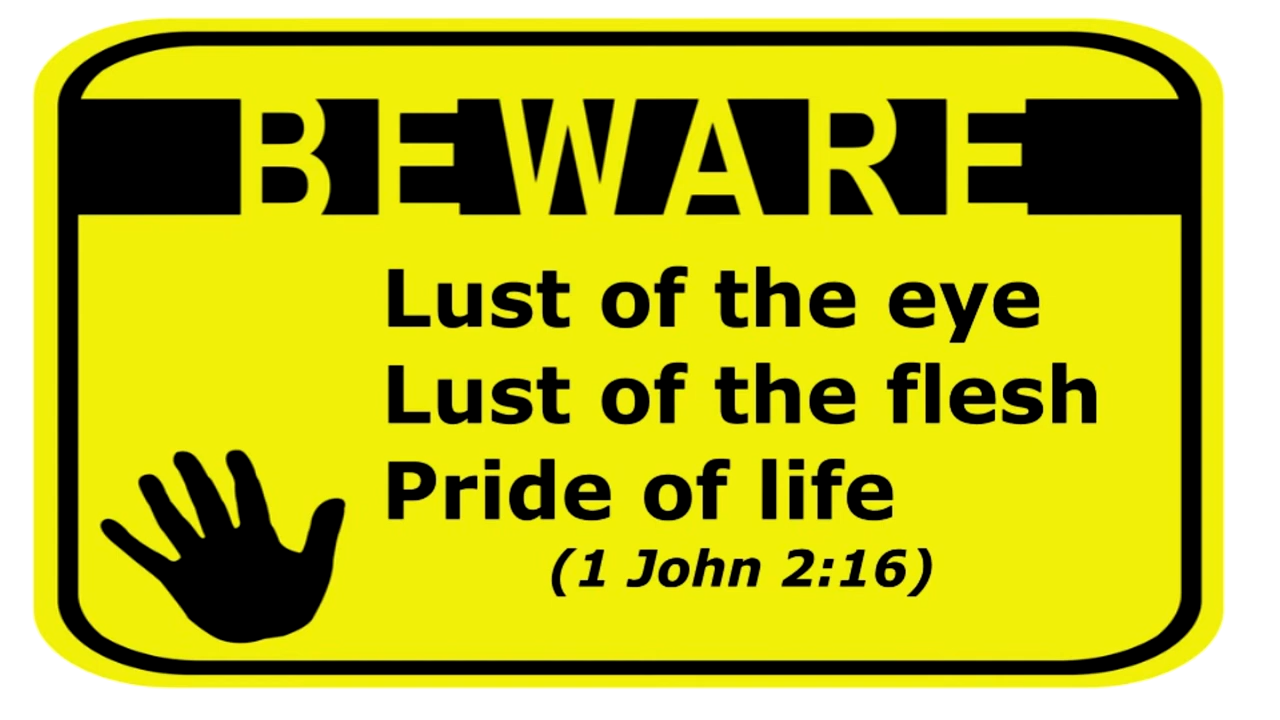 BEWARE
Lust of the eye
Lust of the flesh
Pride of life
(1 John 2:16)